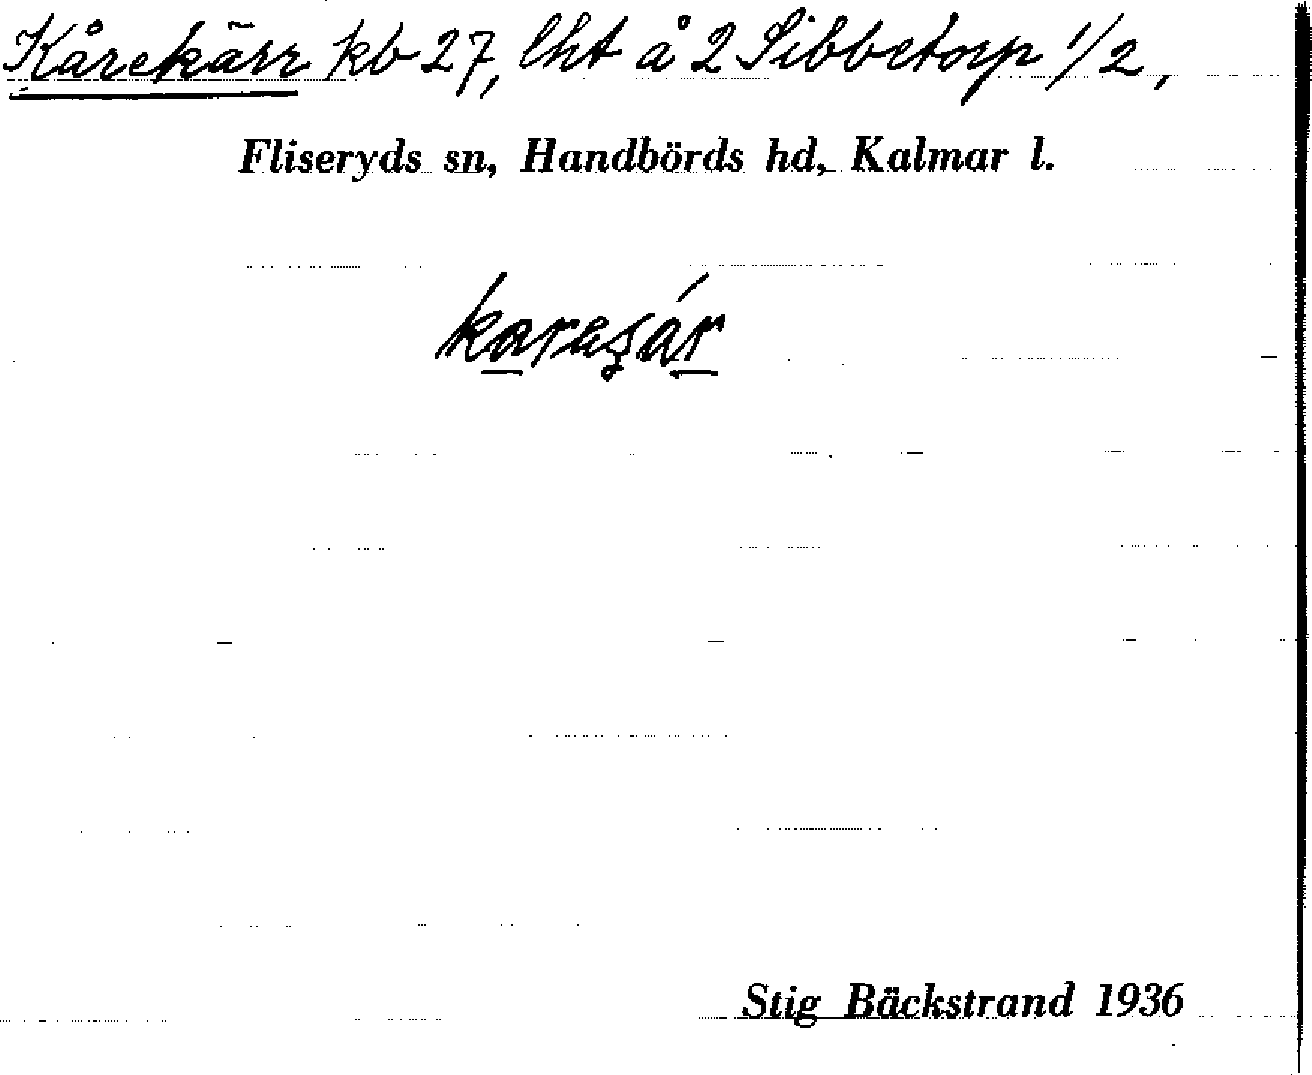 Kårekärr kb 27, lht å 2 Sibbetorp 1/2,
Fliseryds sn, Handbörds hd, Kalmar l.
Stig Bäckstrand 1936